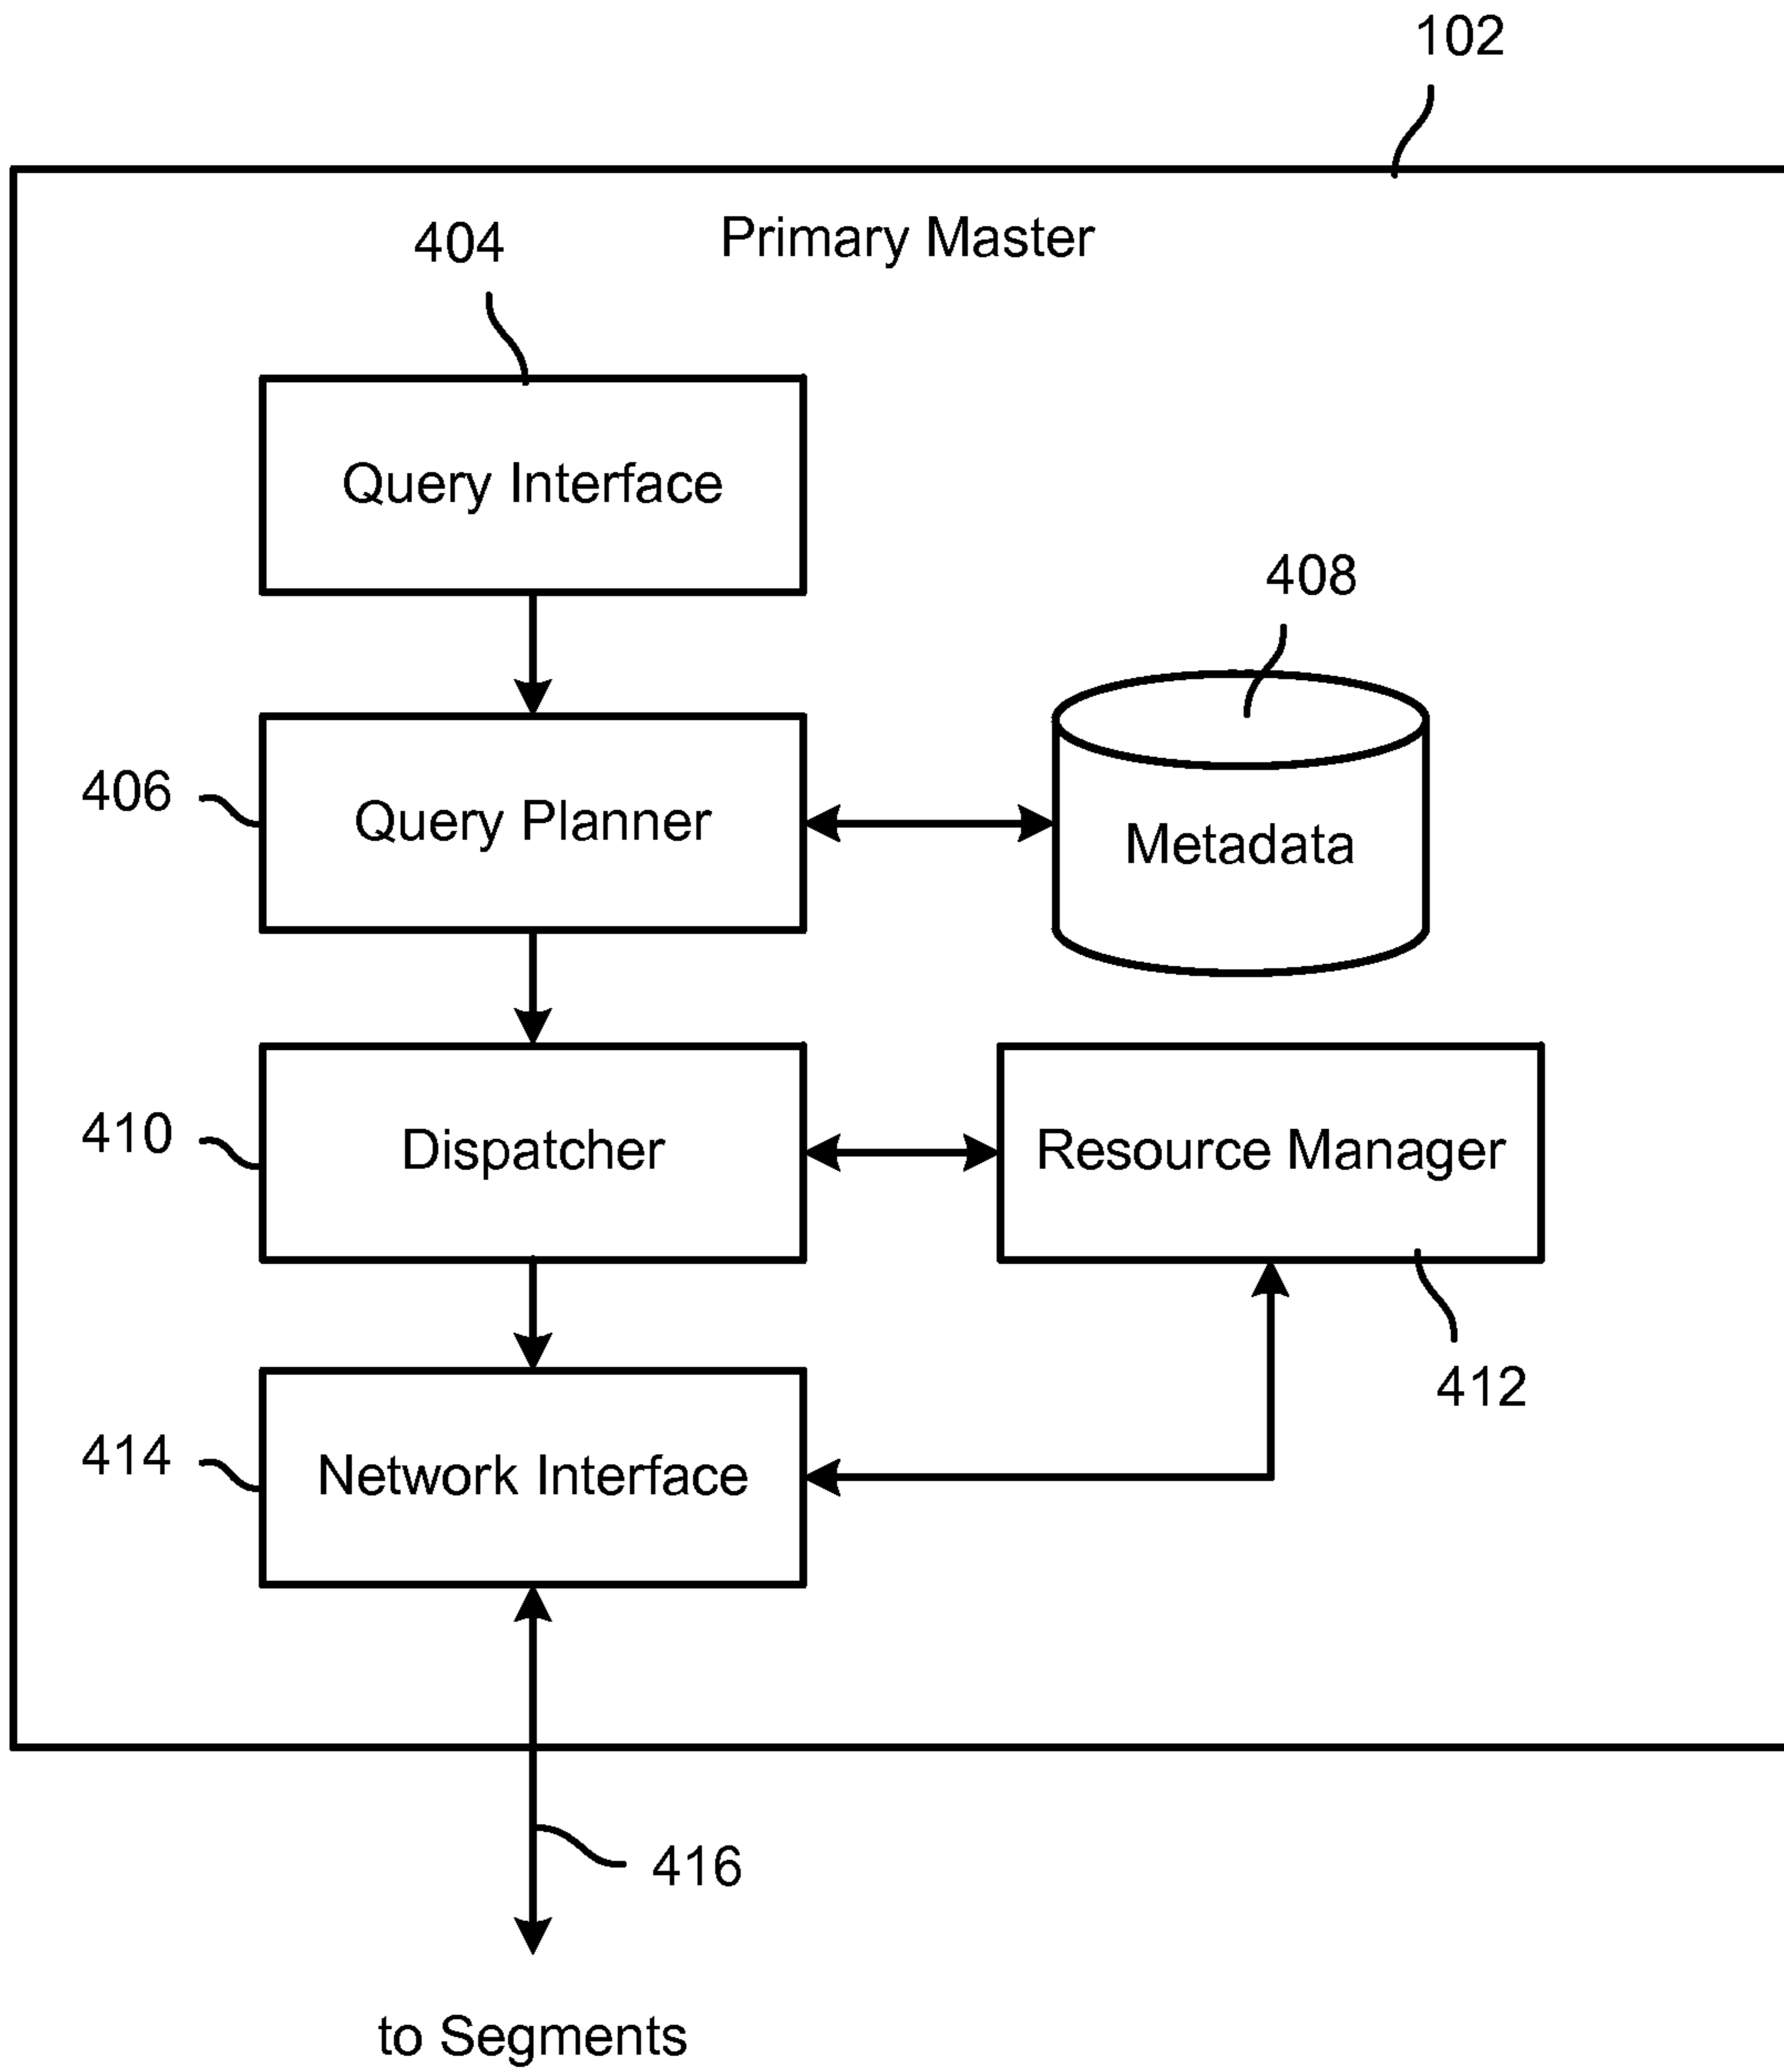 102
Primary Master
404
Query Interface
408
406
Query Planner
Metadata
410
Dispatcher
Resource Manager
412
414
Network Interface
416
to Segments